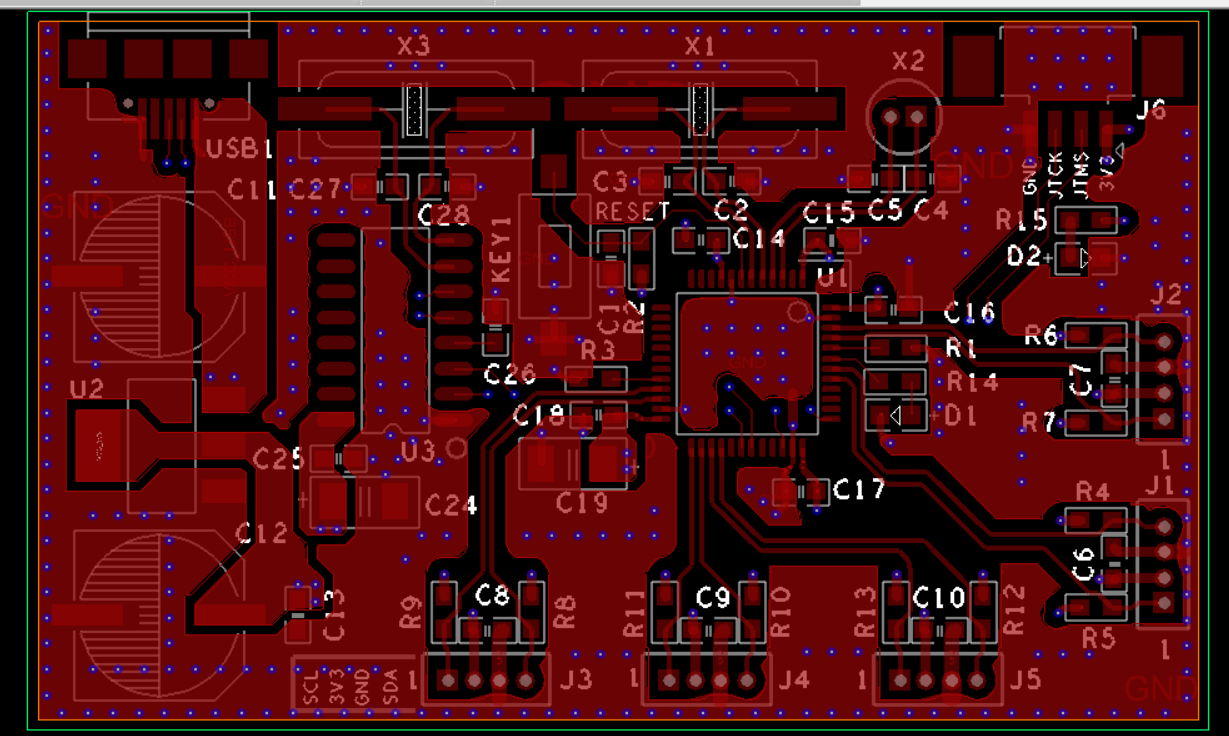 X3
X1
X2
J6
USB1
C11
C27
C28
C3
C2
C5
C4
GND
JTCK
JTMS
3V3
GND
GND
RESET
C15
R15
KEY1
C14
U1
D2
+
J2
C1
R2
C16
R6
R1
C7
R3
C26
R14
U2
C18
+
D1
R7
U3
C25
+
1
C24
C19
C17
R4
J1
C12
C6
R9
C8
R8
R11
C9
R10
R13
C10
R12
C13
R5
1
SCL
3V3
GND
SDA
1
J3
1
J4
1
J5
GND